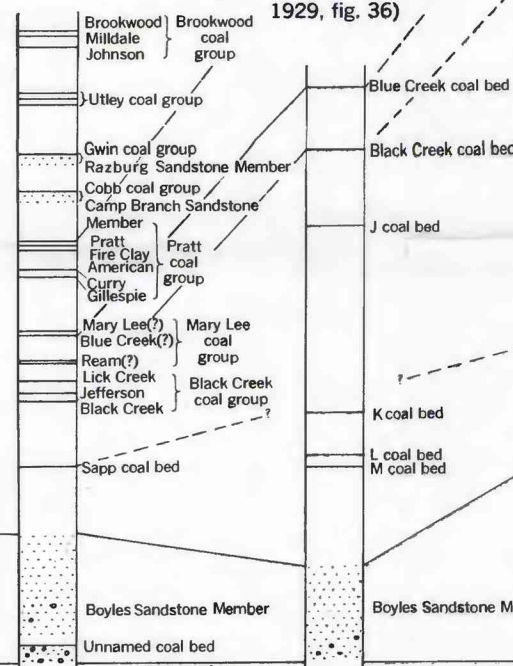 1929, fig. 36)
Brookwood
Milldale
Johnson
Brookwood
coal
group
Utley coal group
Gwin coal group
Razburg Sandstone Member
Cobb coal group
Camp Branch Sandstone
Member
Pratt
Fire Clay
American
Curry
Gillespie
Pratt
coal
group
Mary Lee(?)
Blue Creek(?)
Ream(?)
Mary Lee
coal
group
Lick Creek
Jefferson
Black Creek
Black Creek
coal group
?
Sapp coal bed
Boyles Sandstone Member
Unnamed coal bed
Blue Creek coal bed
Black Creek coal bed
J coal bed
?
K coal bed
L coal bed
M coal bed
Boyles Sandstone M